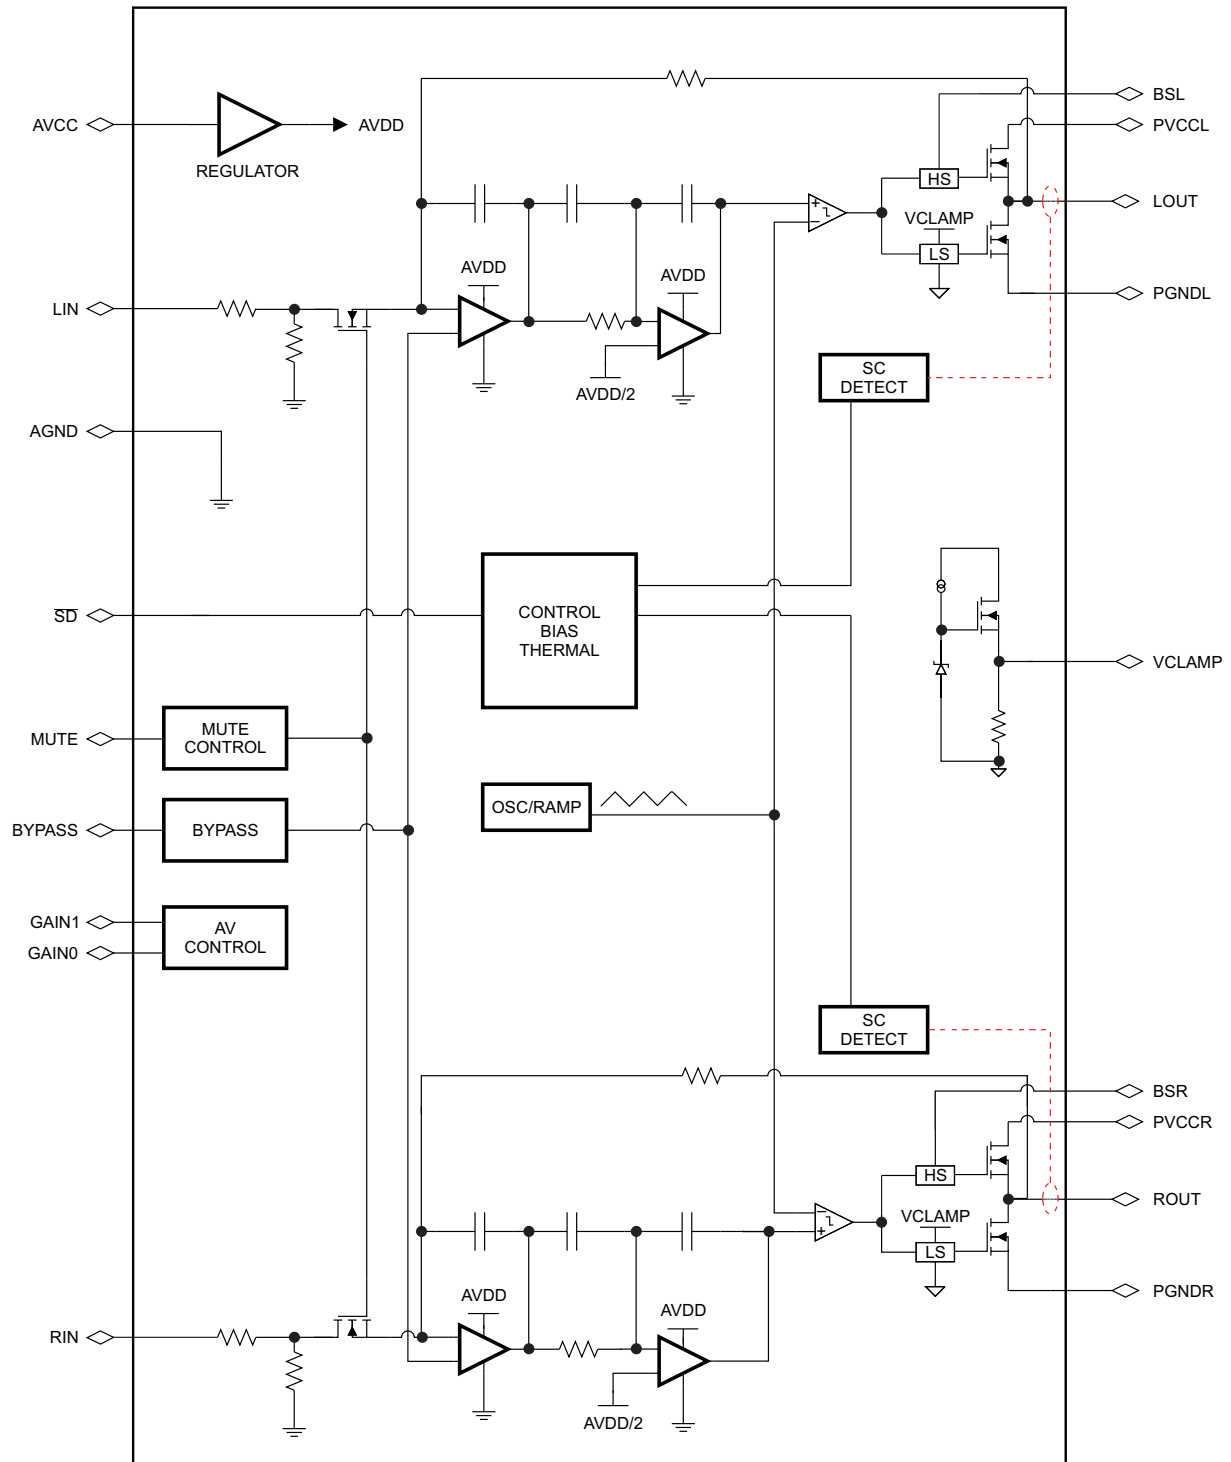 BSL
AVCC
AVDD
PVCCL
REGULATOR
HS
LOUT
VCLAMP
LS
AVDD
AVDD
LIN
PGNDL
SC
DETECT
AVDD/2
AGND
SD
CONTROL
BIAS
THERMAL
VCLAMP
MUTE
MUTE
CONTROL
OSC/RAMP
BYPASS
BYPASS
GAIN1
GAIN0
AV
CONTROL
SC
DETECT
BSR
PVCCR
HS
ROUT
VCLAMP
LS
AVDD
AVDD
PGNDR
RIN
AVDD/2